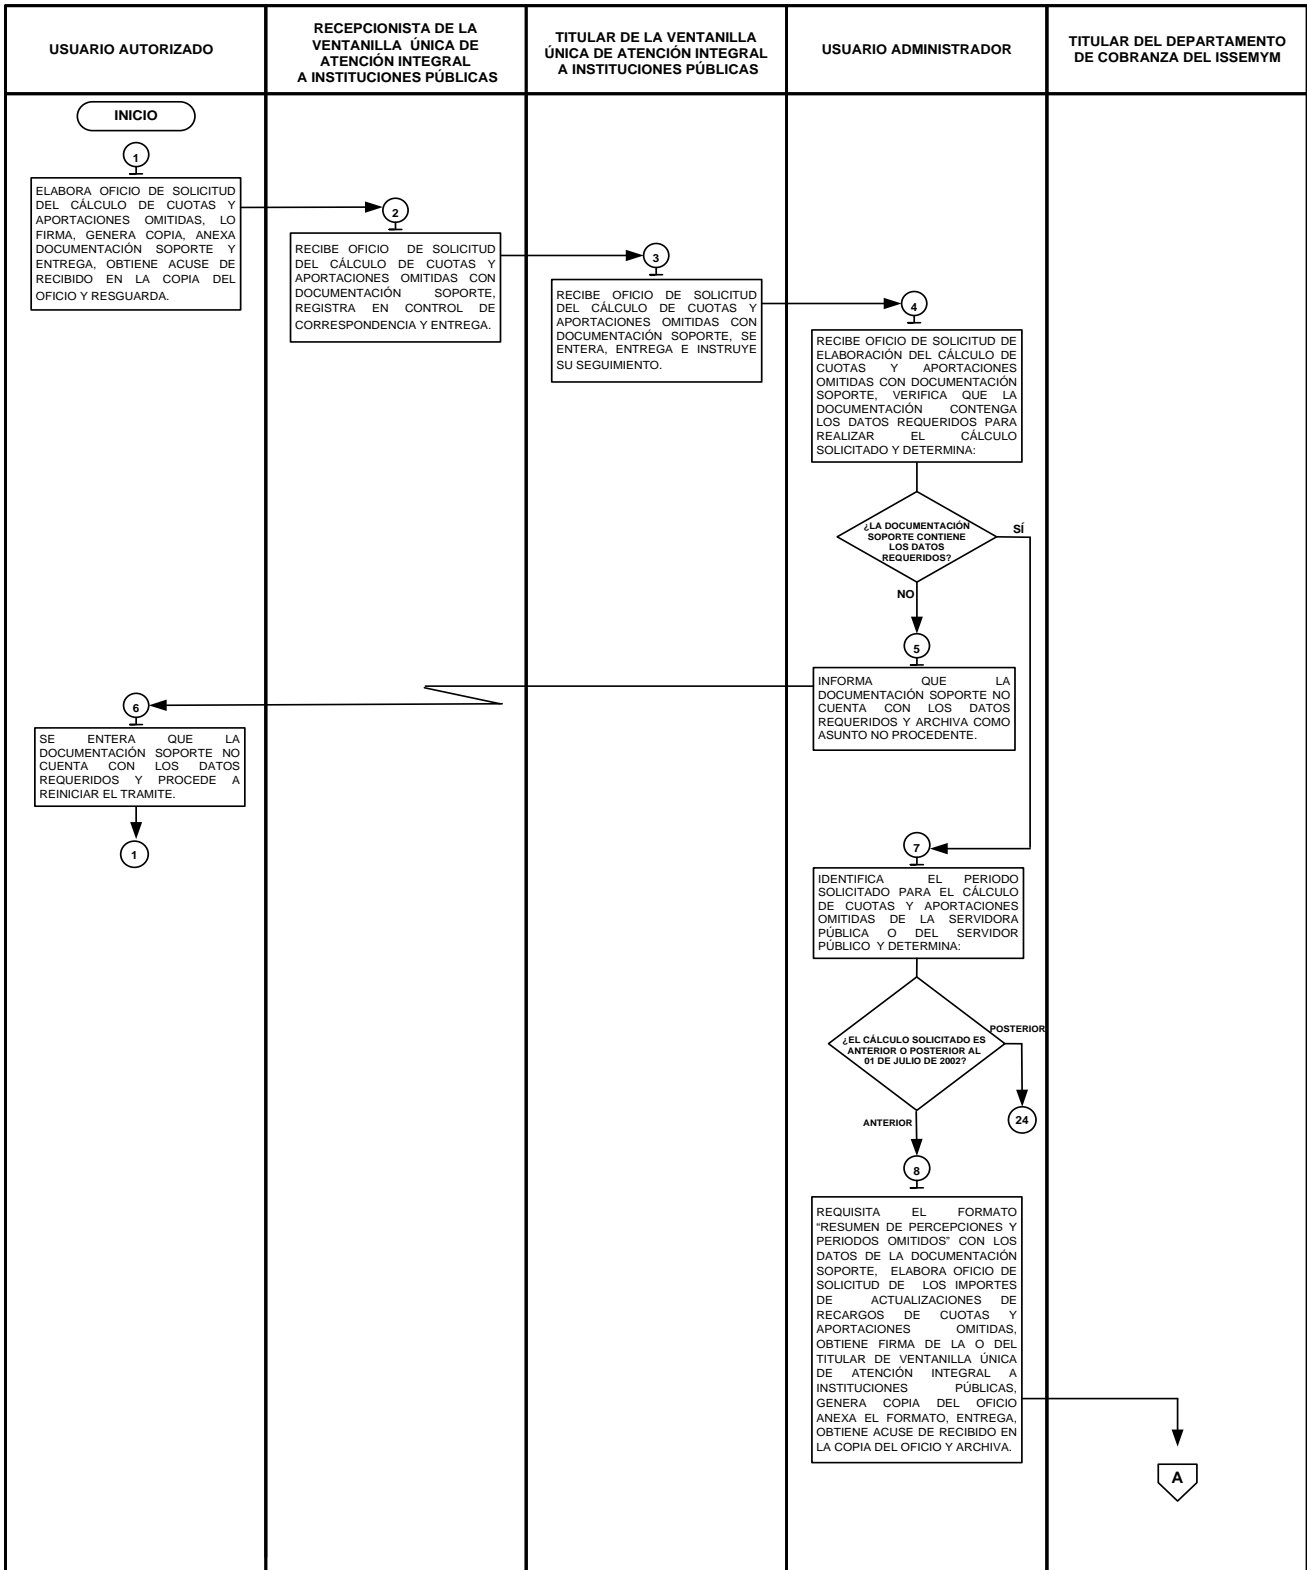 USUARIO AUTORIZADO
RECEPCIONISTA DE LA
VENTANILLA ÚNICA DE
ATENCIÓN INTEGRAL
A INSTITUCIONES PÚBLICAS
TITULAR DE LA VENTANILLA
ÚNICA DE ATENCIÓN INTEGRAL
A INSTITUCIONES PÚBLICAS
USUARIO ADMINISTRADOR
TITULAR DEL DEPARTAMENTO
DE COBRANZA DEL ISSEMYM
INICIO
1
ELABORA OFICIO DE SOLICITUD
DEL CÁLCULO DE CUOTAS Y
APORTACIONES OMITIDAS, LO
FIRMA, GENERA COPIA, ANEXA
DOCUMENTACIÓN SOPORTE Y
ENTREGA, OBTIENE ACUSE DE
RECIBIDO EN LA COPIA DEL
OFICIO Y RESGUARDA.
2
RECIBE OFICIO DE SOLICITUD
DEL CÁLCULO DE CUOTAS Y
APORTACIONES OMITIDAS CON
DOCUMENTACIÓN SOPORTE,
REGISTRA EN CONTROL DE
CORRESPONDENCIA Y ENTREGA.
3
RECIBE OFICIO DE SOLICITUD
DEL CÁLCULO DE CUOTAS Y
APORTACIONES OMITIDAS CON
DOCUMENTACIÓN SOPORTE, SE
ENTERA, ENTREGA E INSTRUYE
SU SEGUIMIENTO.
4
RECIBE OFICIO DE SOLICITUD DE
ELABORACIÓN DEL CÁLCULO DE
CUOTAS Y APORTACIONES
OMITIDAS CON DOCUMENTACIÓN
SOPORTE, VERIFICA QUE LA
DOCUMENTACIÓN CONTENGA
LOS DATOS REQUERIDOS PARA
REALIZAR EL CÁLCULO
SOLICITADO Y DETERMINA:
¿LA DOCUMENTACIÓN
SOPORTE CONTIENE
LOS DATOS
REQUERIDOS?
SÍ
NO
5
INFORMA QUE LA
DOCUMENTACIÓN SOPORTE NO
CUENTA CON LOS DATOS
REQUERIDOS Y ARCHIVA COMO
ASUNTO NO PROCEDENTE.
6
SE ENTERA QUE LA
DOCUMENTACIÓN SOPORTE NO
CUENTA CON LOS DATOS
REQUERIDOS Y PROCEDE A
REINICIAR EL TRAMITE.
1
7
IDENTIFICA EL PERIODO
SOLICITADO PARA EL CÁLCULO
DE CUOTAS Y APORTACIONES
OMITIDAS DE LA SERVIDORA
PÚBLICA O DEL SERVIDOR
PÚBLICO Y DETERMINA:
¿EL CÁLCULO SOLICITADO ES
ANTERIOR O POSTERIOR AL
01 DE JULIO DE 2002?
POSTERIOR
24
ANTERIOR
8
REQUISITA EL FORMATO
“RESUMEN DE PERCEPCIONES Y
PERIODOS OMITIDOS” CON LOS
DATOS DE LA DOCUMENTACIÓN
SOPORTE, ELABORA OFICIO DE
SOLICITUD DE LOS IMPORTES
DE ACTUALIZACIONES DE
RECARGOS DE CUOTAS Y
APORTACIONES OMITIDAS,
OBTIENE FIRMA DE LA O DEL
TITULAR DE VENTANILLA ÚNICA
DE ATENCIÓN INTEGRAL A
INSTITUCIONES PÚBLICAS,
GENERA COPIA DEL OFICIO
ANEXA EL FORMATO, ENTREGA,
OBTIENE ACUSE DE RECIBIDO EN
LA COPIA DEL OFICIO Y ARCHIVA.
A